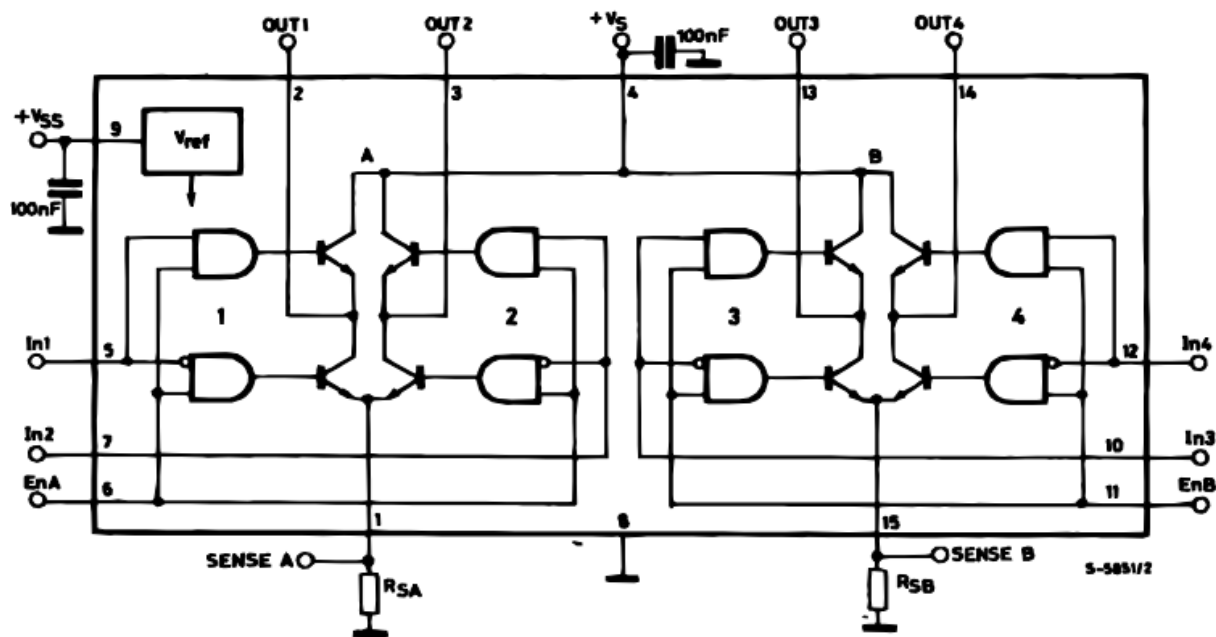 OUT1 OUT2 +VS 100nF OUT3 OUT4
2 3 4 13 14
+VSS 9 Vref
A B
100nF
1 2 3 4
In1 5 12 In4
In2 7 10 In3
EnA 6 11 EnB
1 8 15
SENSE A SENSE B S-5851/2
RSA RSB